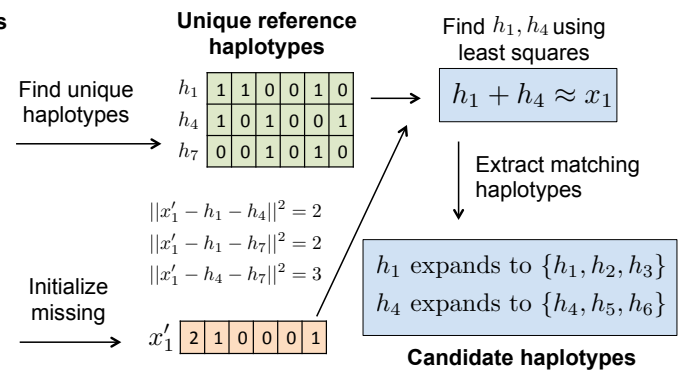 s
Unique reference
haplotypes
Find unique
haplotypes
h₁ 1 1 0 0 1 0
h₄ 1 0 1 0 0 1
h₇ 0 0 1 0 1 0
Find h₁, h₄ using
least squares
h₁ + h₄ ≈ x₁
Extract matching
haplotypes
||x′₁ − h₁ − h₄||² = 2
||x′₁ − h₁ − h₇||² = 2
||x′₁ − h₄ − h₇||² = 3
h₁ expands to {h₁, h₂, h₃}
h₄ expands to {h₄, h₅, h₆}
Candidate haplotypes
Initialize
missing
x′₁ 2 1 0 0 0 1